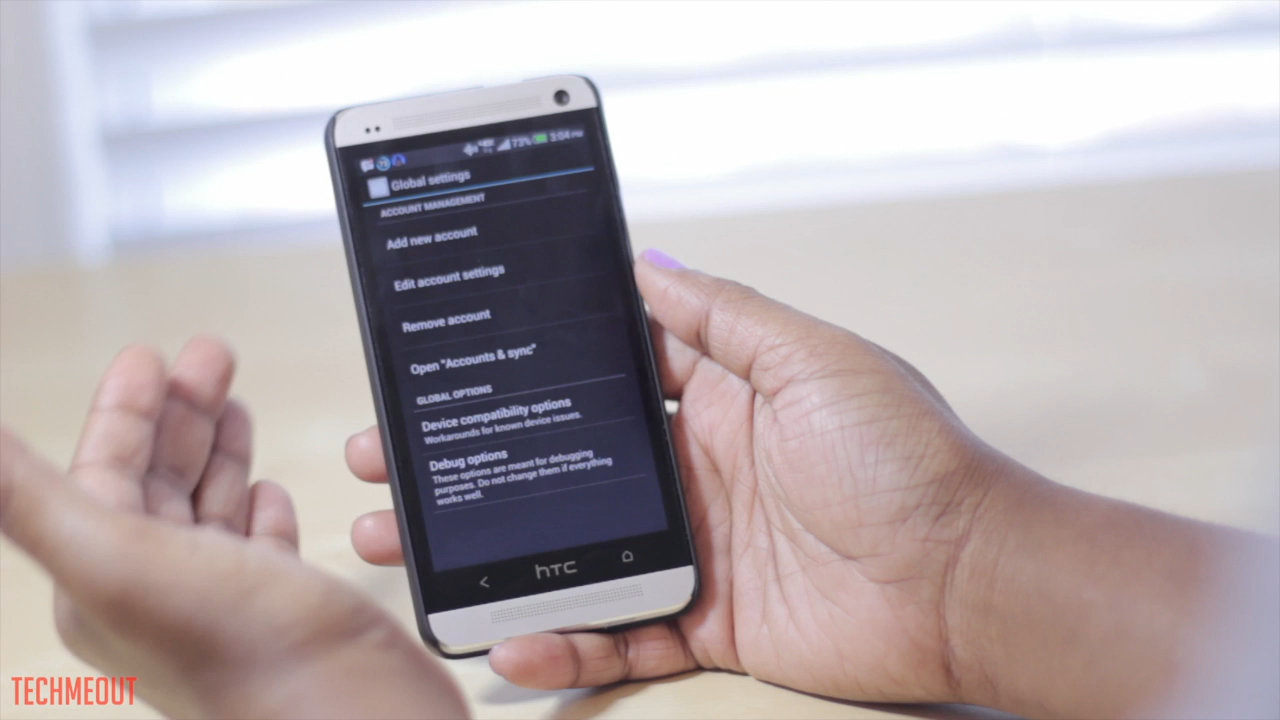 73% 3:04 PM
Global settings
ACCOUNT MANAGEMENT
Add new account
Edit account settings
Remove account
Open "Accounts & sync"
GLOBAL OPTIONS
Device compatibility options
Workarounds for known device issues.
Debug options
These options are meant for debugging
purposes. Do not change them if everything
works well.
hTC
TECHMEOUT